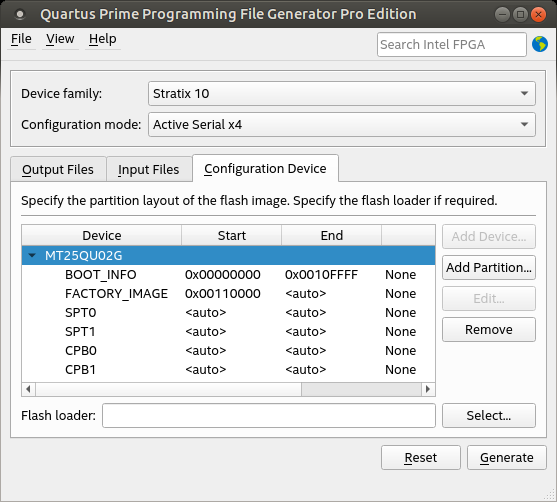 Quartus Prime Programming File Generator Pro Edition
File View Help Search Intel FPGA
Device family: Stratix 10
Configuration mode: Active Serial x4
Output Files Input Files Configuration Device
Specify the partition layout of the flash image. Specify the flash loader if required.
Device Start End
MT25QU02G
BOOT_INFO 0x00000000 0x0010FFFF None
FACTORY_IMAGE 0x00110000 <auto> None
SPT0 <auto> <auto> None
SPT1 <auto> <auto> None
CPB0 <auto> <auto> None
CPB1 <auto> <auto> None
Add Device...
Add Partition...
Edit...
Remove
Flash loader: Select...
Reset Generate